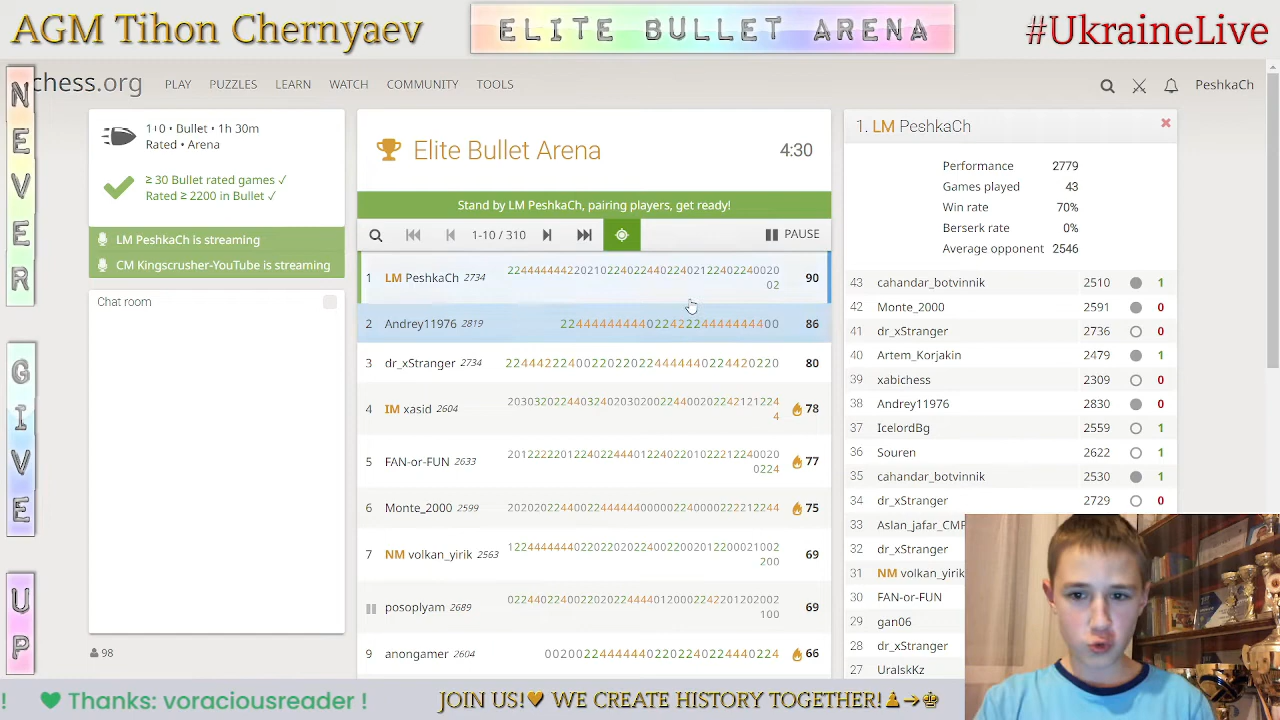 AGM Tihon Chernyaev
ELITE BULLET ARENA
#UkraineLive
NEVER
GIVE
UP
chess.org
PLAY
PUZZLES
LEARN
WATCH
COMMUNITY
TOOLS
PeshkaCh
1+0 • Bullet • 1h 30m
Rated • Arena
≥ 30 Bullet rated games ✓
Rated ≥ 2200 in Bullet ✓
LM PeshkaCh is streaming
CM Kingscrusher-YouTube is streaming
Chat room
98
Elite Bullet Arena 4:30
Stand by LM PeshkaCh, pairing players, get ready!
1-10 / 310 PAUSE
1 LM PeshkaCh 2734 2244444442202102240224402240212240224002002 90
2 Andrey11976 2819 2244444444402242244444444400 86
3 dr_xStranger 2734 80
4 IM xasid 2604 78
5 FAN-or-FUN 2633 77
6 Monte_2000 2599 75
7 NM volkan_yirik 2563 69
posoplyam 2689 69
9 anongamer 2604 66
1. LM PeshkaCh
Performance 2779
Games played 43
Win rate 70%
Berserk rate 0%
Average opponent 2546
43 cahandar_botvinnik 2510 1
42 Monte_2000 2591 0
41 dr_xStranger 2736 0
40 Artem_Korjakin 2479 1
39 xabichess 2309 0
38 Andrey11976 2830 0
37 IcelordBg 2559 1
36 Souren 2622 1
35 cahandar_botvinnik 2530 1
34 dr_xStranger 2729 0
33 Aslan_jafar_CMF
32 dr_xStranger
31 NM volkan_yirik
30 FAN-or-FUN
29 gan06
28 dr_xStranger
27 UralskKz
! Thanks: voraciousreader !
JOIN US!🧡 WE CREATE HISTORY TOGETHER!♟→♚